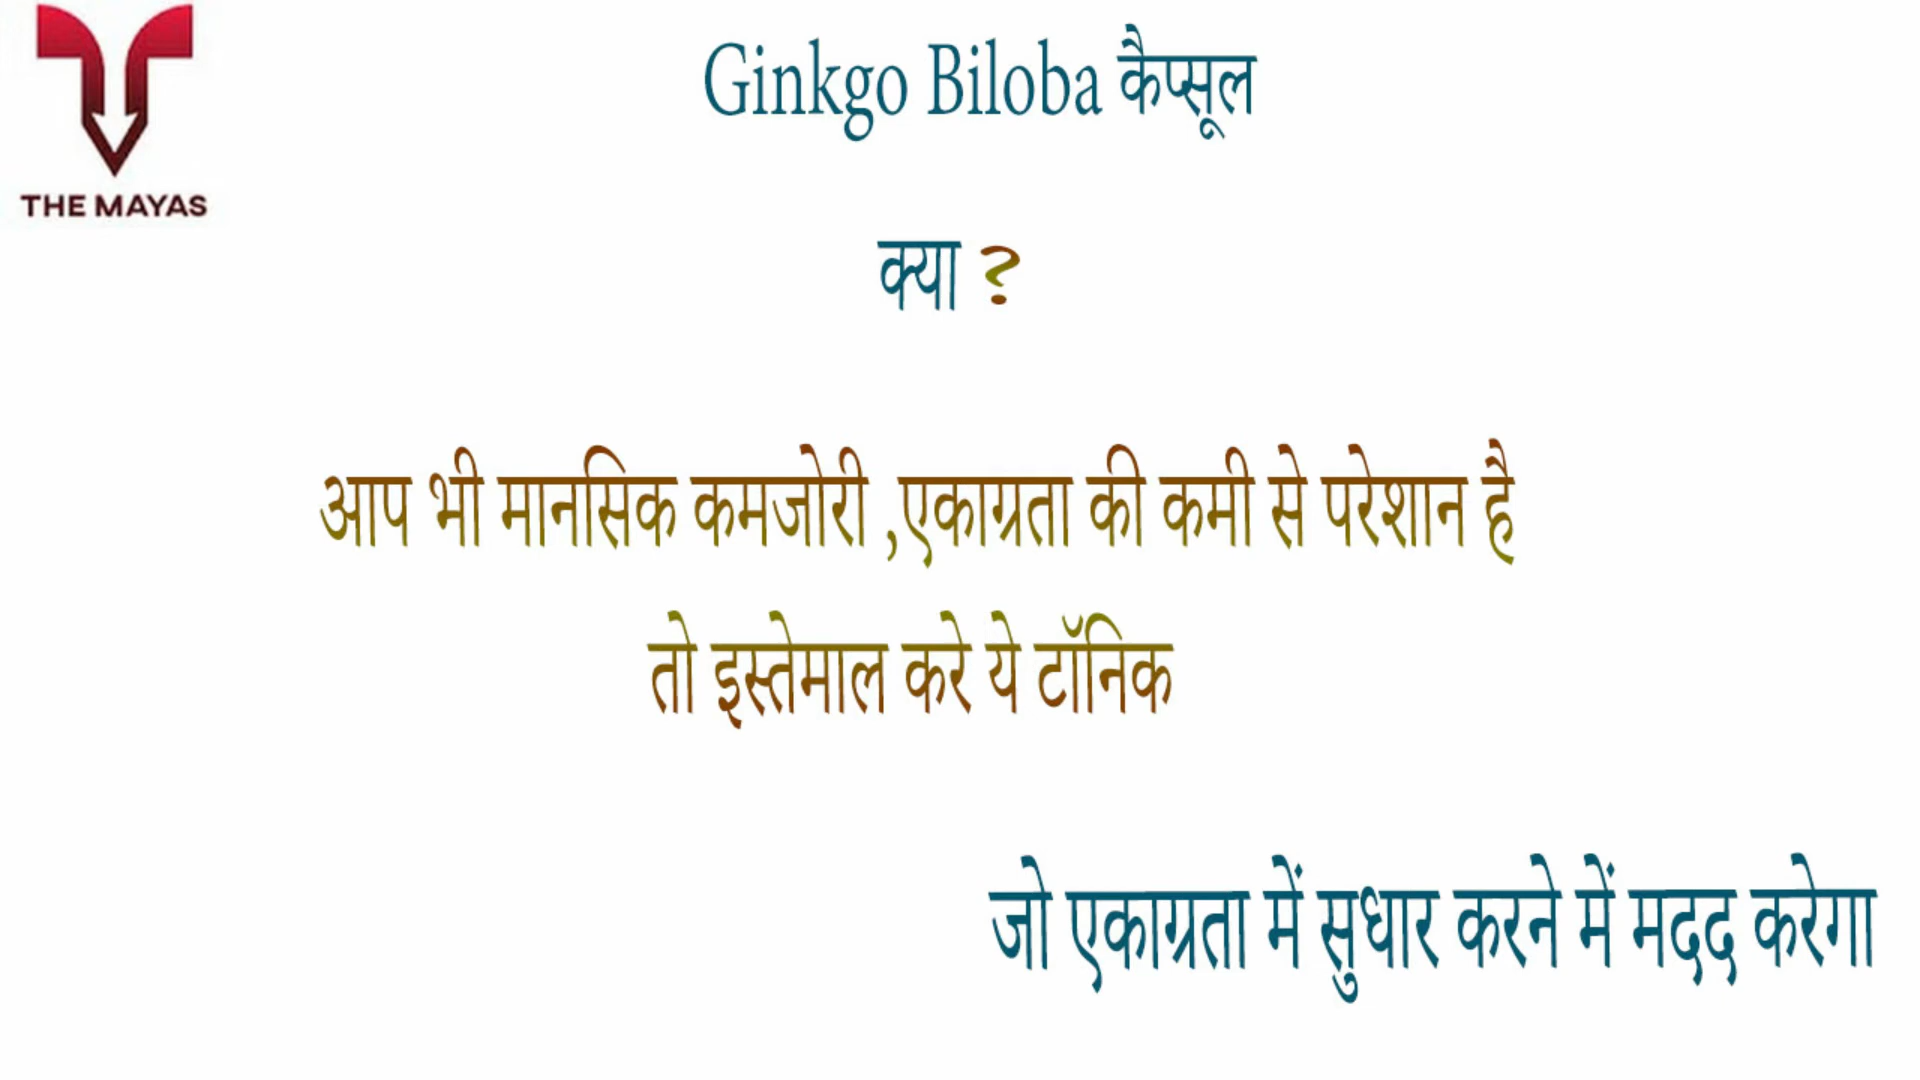 THE MAYAS
Ginkgo Biloba कैप्सूल
क्या ?
आप भी मानसिक कमजोरी ,एकाग्रता की कमी से परेशान है
तो इस्तेमाल करे ये टॉनिक
जो एकाग्रता में सुधार करने में मदद करेगा